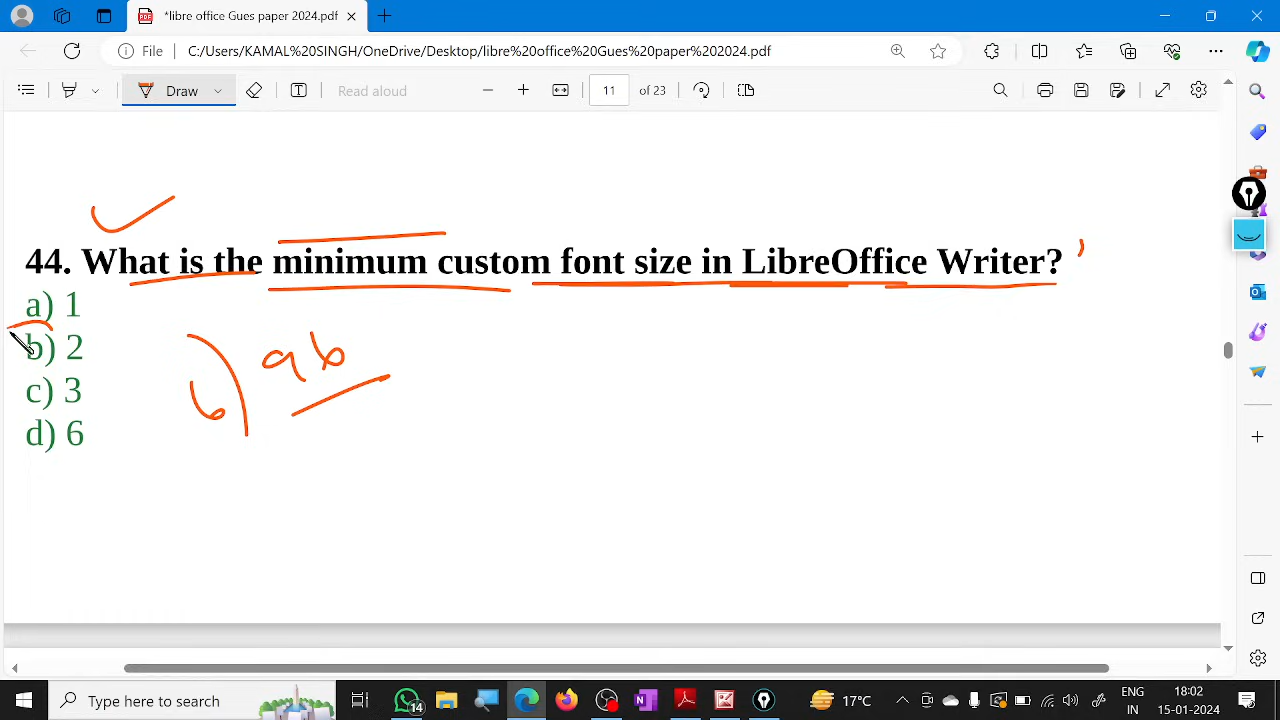 *libre office Gues paper 2024.pdf
File C:/Users/KAMAL%20SINGH/OneDrive/Desktop/libre%20office%20Gues%20paper%202024.pdf
Draw Read aloud 11 of 23
44. What is the minimum custom font size in LibreOffice Writer?
a) 1
b) 2
c) 3
d) 6
b) ab
Type here to search 14 17°C ENG IN 18:02 15-01-2024